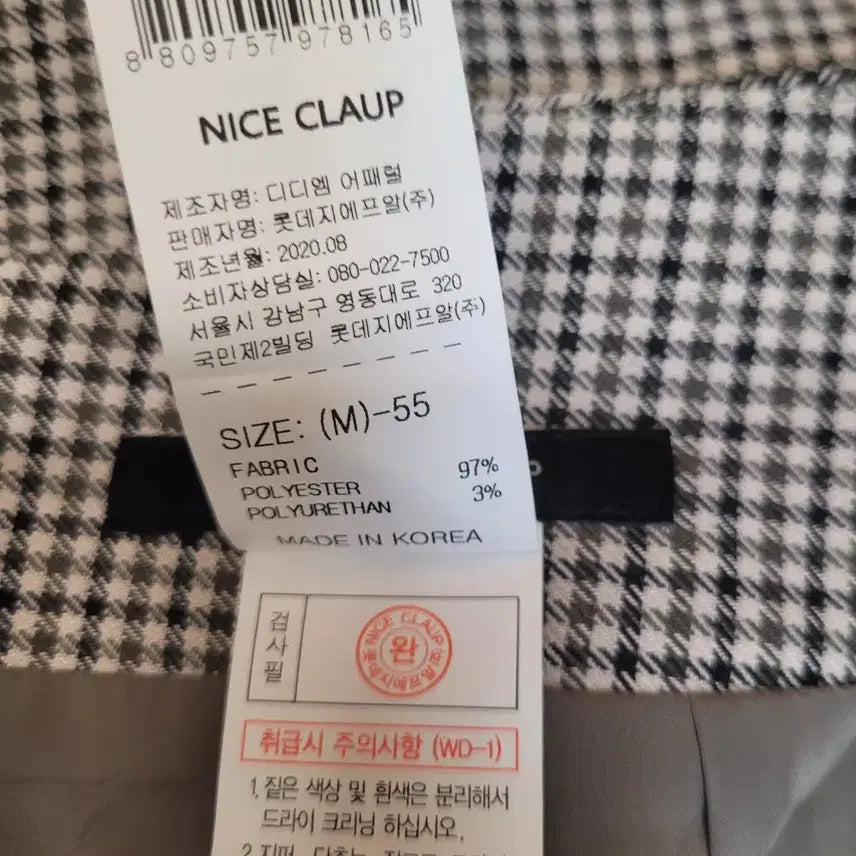 8 809757 978165
NICE CLAUP
제조자명: 디디엠 어패럴
판매자명: 롯데지에프알(주)
제조년월: 2020.08
소비자상담실: 080-022-7500
서울시 강남구 영동대로 320
국민제2빌딩 롯데지에프알(주)
SIZE: (M)-55
FABRIC
POLYESTER 97%
POLYURETHAN 3%
MADE IN KOREA
검사필
NICE CLAUP
완
취급시 주의사항 (WD-1)
1. 짙은 색상 및 흰색은 분리해서
드라이 크리닝 하십시오.
2.